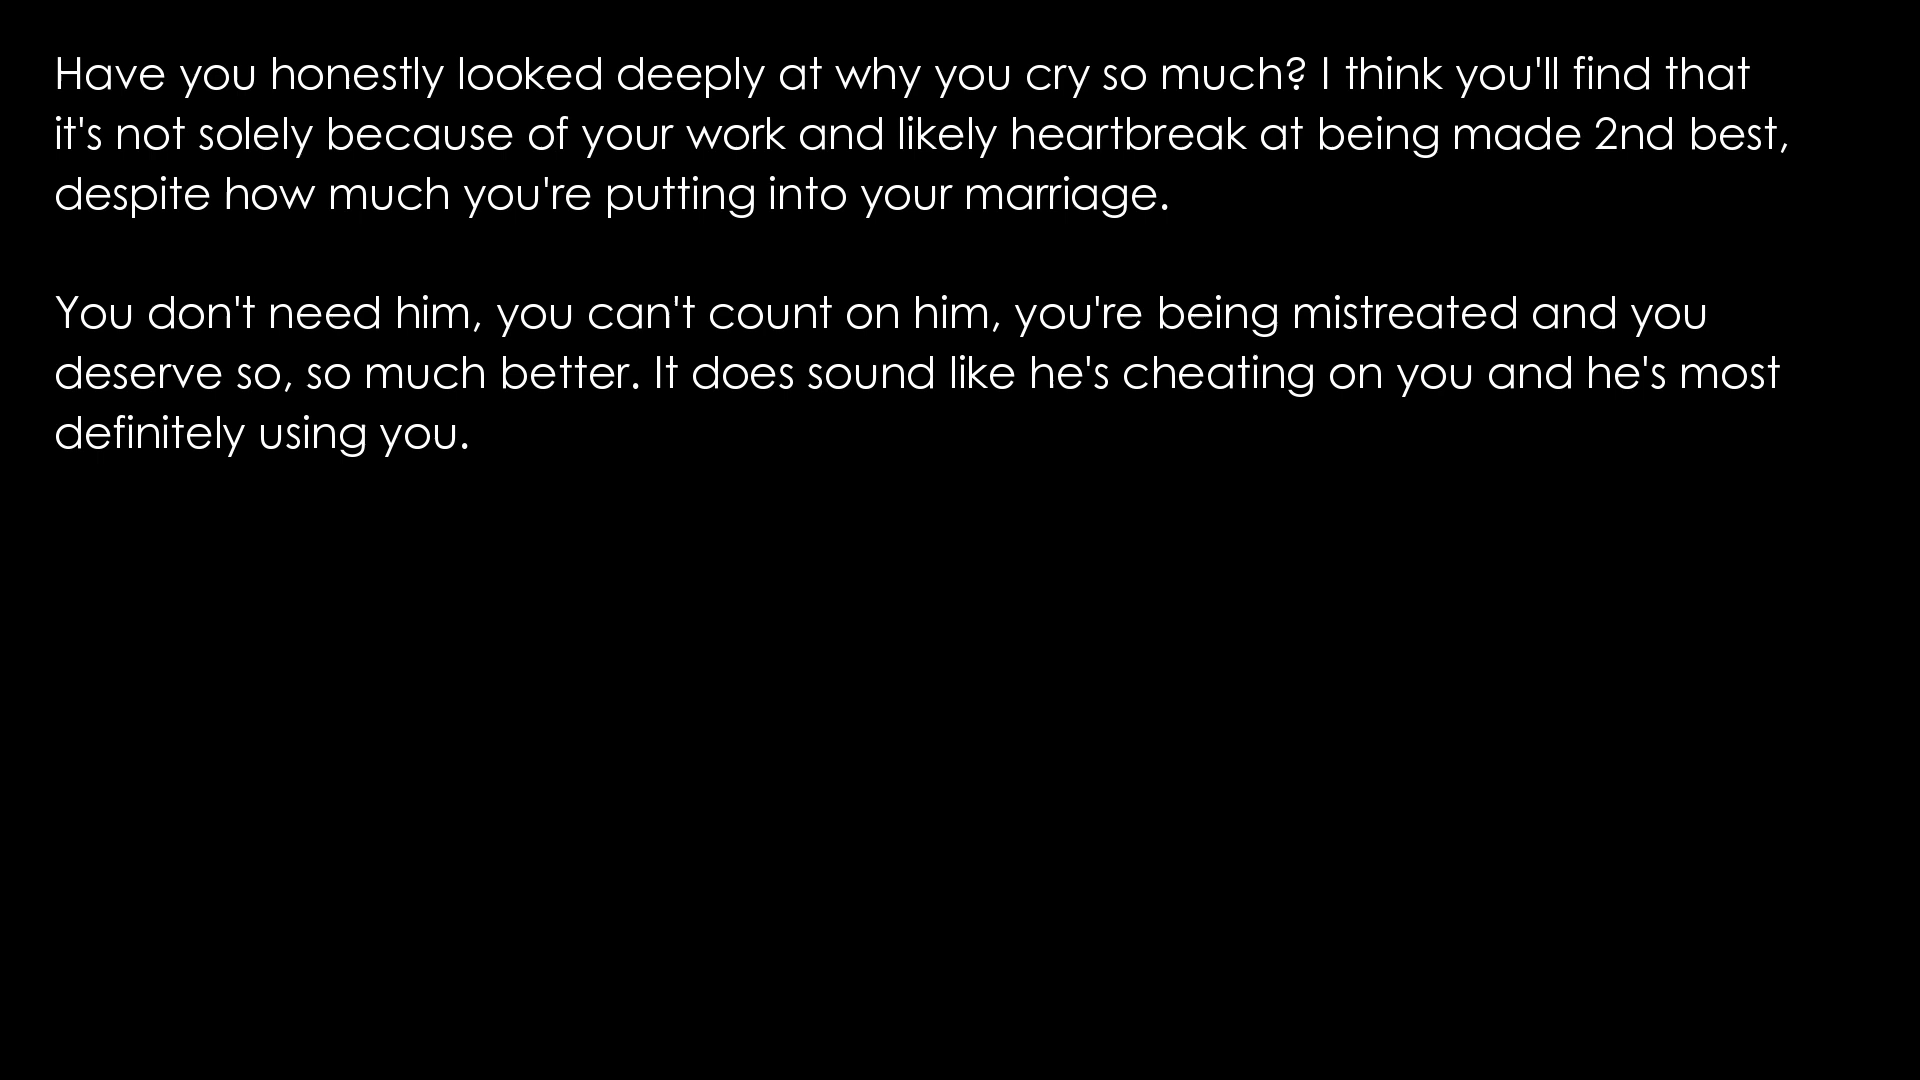 Have you honestly looked deeply at why you cry so much? I think you'll find that
it's not solely because of your work and likely heartbreak at being made 2nd best,
despite how much you're putting into your marriage.

You don't need him, you can't count on him, you're being mistreated and you
deserve so, so much better. It does sound like he's cheating on you and he's most
definitely using you.